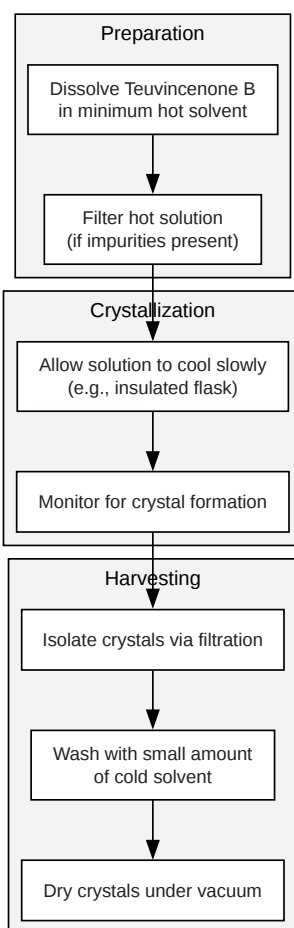 Preparation
Dissolve Teuvincenone B
in minimum hot solvent
Filter hot solution
(if impurities present)
Crystallization
Allow solution to cool slowly
(e.g., insulated flask)
Monitor for crystal formation
Harvesting
Isolate crystals via filtration
Wash with small amount
of cold solvent
Dry crystals under vacuum